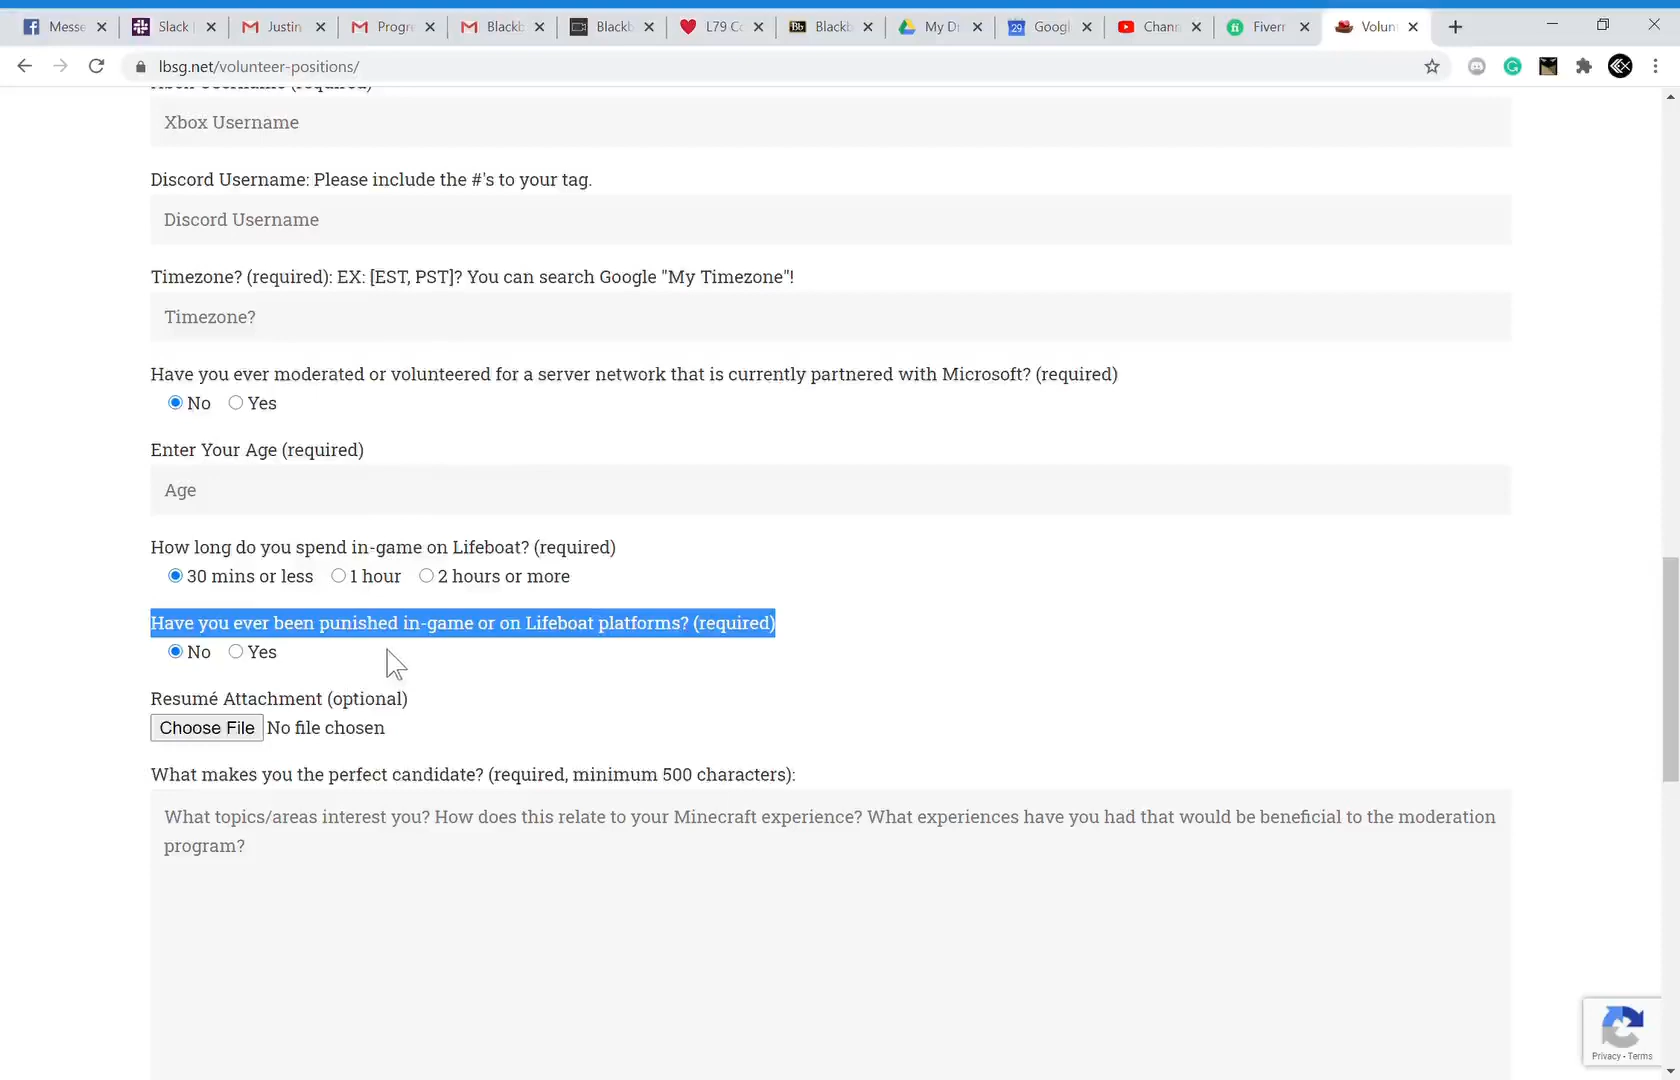 Messe
Slack
Justin
Progre
Blackb
Blackb
L79 Co
Blackb
My Dr
Googl
Chann
Fiverr
Volun
lbsg.net/volunteer-positions/
Xbox Username (required)
Xbox Username
Discord Username: Please include the #'s to your tag.
Discord Username
Timezone? (required): EX: [EST, PST]? You can search Google "My Timezone"!
Timezone?
Have you ever moderated or volunteered for a server network that is currently partnered with Microsoft? (required)
No Yes
Enter Your Age (required)
Age
How long do you spend in-game on Lifeboat? (required)
30 mins or less 1 hour 2 hours or more
Have you ever been punished in-game or on Lifeboat platforms? (required)
No Yes
Resumé Attachment (optional)
Choose File No file chosen
What makes you the perfect candidate? (required, minimum 500 characters):
What topics/areas interest you? How does this relate to your Minecraft experience? What experiences have you had that would be beneficial to the moderation
program?
Privacy - Terms